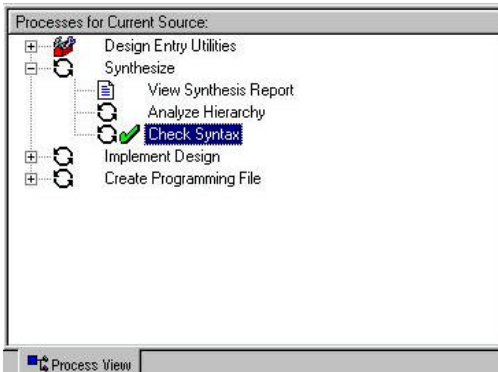 Processes for Current Source:
Design Entry Utilities
Synthesize
View Synthesis Report
Analyze Hierarchy
Check Syntax
Implement Design
Create Programming File
Process View